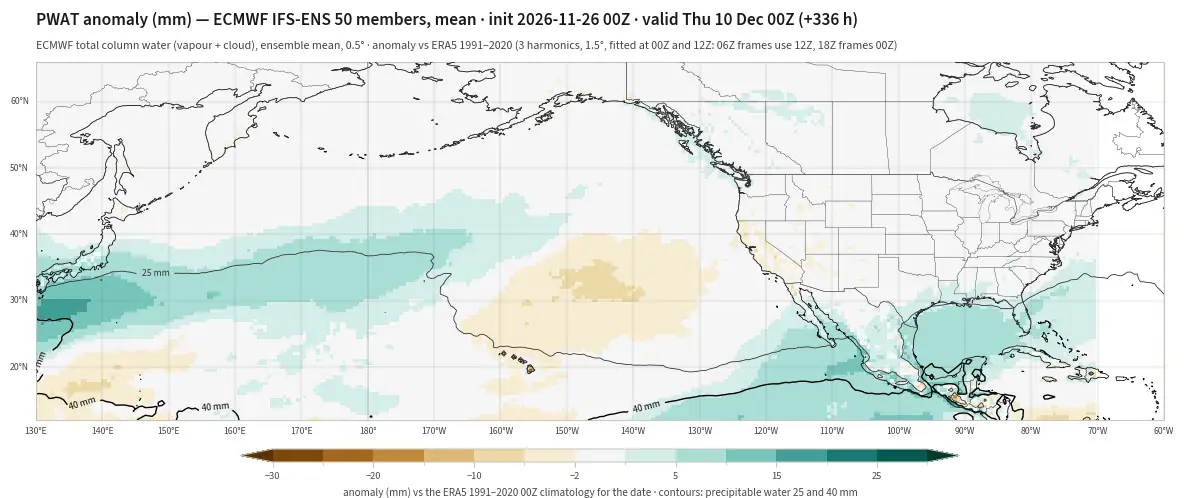 PWAT anomaly (mm) — ECMWF IFS-ENS 50 members, mean · init 2026-11-26 00Z · valid Thu 10 Dec 00Z (+336 h)
ECMWF total column water (vapour + cloud), ensemble mean, 0.5° · anomaly vs ERA5 1991–2020 (3 harmonics, 1.5°, fitted at 00Z and 12Z: 06Z frames use 12Z, 18Z frames 00Z)
60°N
50°N
40°N
30°N
20°N
25 mm
mm
40 mm
40 mm
40 mm
130°E 140°E 150°E 160°E 170°E 180° 170°W 160°W 150°W 140°W 130°W 120°W 110°W 100°W 90°W 80°W 70°W 60°W
−30 −20 −10 −2 5 15 25
anomaly (mm) vs the ERA5 1991–2020 00Z climatology for the date · contours: precipitable water 25 and 40 mm